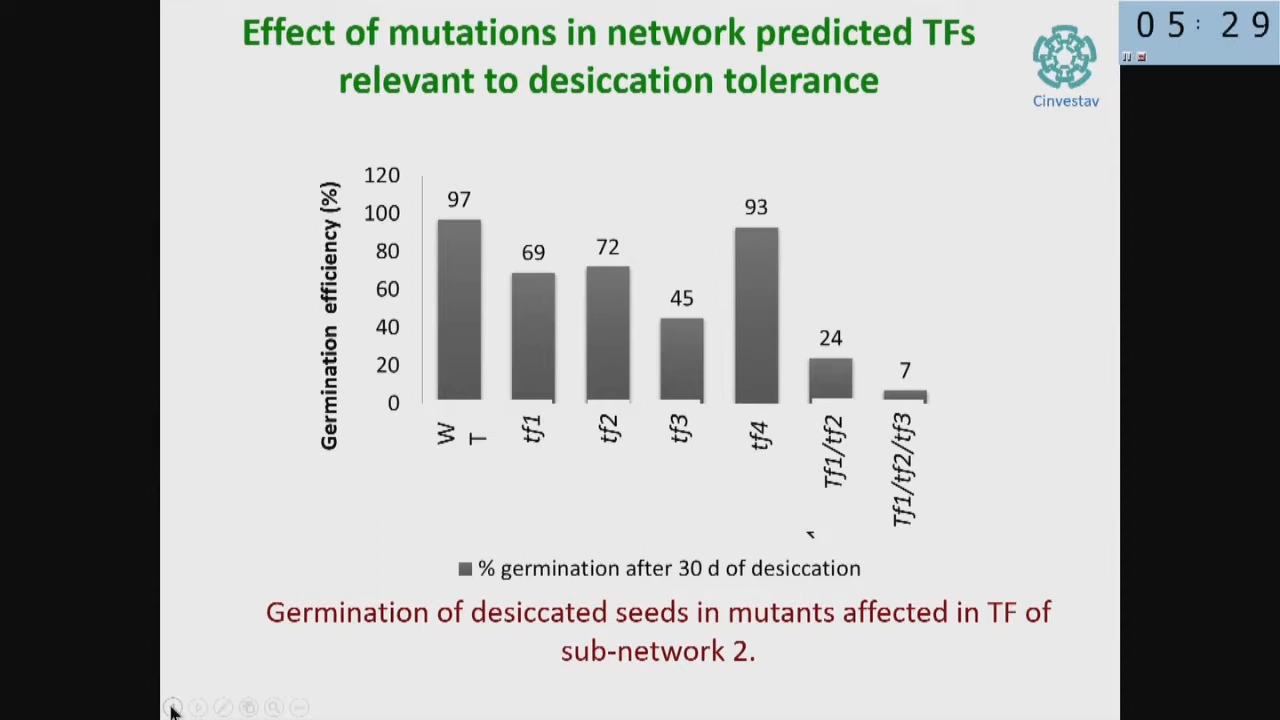 Effect of mutations in network predicted TFs
relevant to desiccation tolerance
Cinvestav
05:29
Germination efficiency (%)
120
100
80
60
40
20
0
97
69
72
45
93
24
7
W
T
tf1
tf2
tf3
tf4
Tf1/tf2
Tf1/tf2/tf3
% germination after 30 d of desiccation
Germination of desiccated seeds in mutants affected in TF of
sub-network 2.